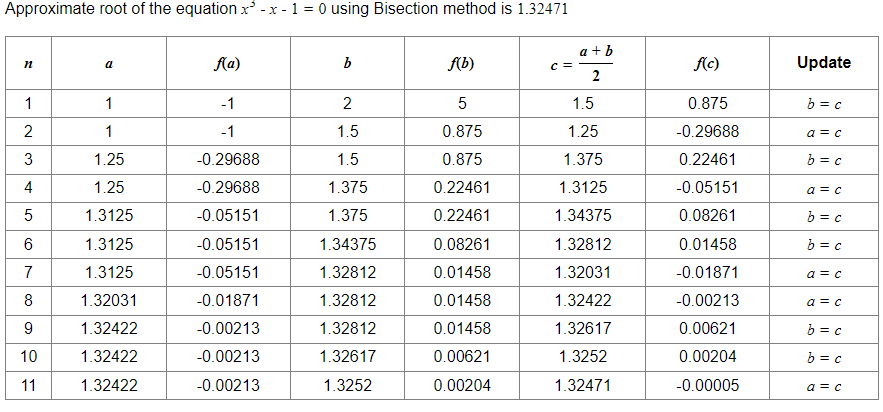 Approximate root of the equation x³ - x - 1 = 0 using Bisection method is 1.32471
n a f(a) b f(b) c = (a + b)/2 f(c) Update
1 1 -1 2 5 1.5 0.875 b = c
2 1 -1 1.5 0.875 1.25 -0.29688 a = c
3 1.25 -0.29688 1.5 0.875 1.375 0.22461 b = c
4 1.25 -0.29688 1.375 0.22461 1.3125 -0.05151 a = c
5 1.3125 -0.05151 1.375 0.22461 1.34375 0.08261 b = c
6 1.3125 -0.05151 1.34375 0.08261 1.32812 0.01458 b = c
7 1.3125 -0.05151 1.32812 0.01458 1.32031 -0.01871 a = c
8 1.32031 -0.01871 1.32812 0.01458 1.32422 -0.00213 a = c
9 1.32422 -0.00213 1.32812 0.01458 1.32617 0.00621 b = c
10 1.32422 -0.00213 1.32617 0.00621 1.3252 0.00204 b = c
11 1.32422 -0.00213 1.3252 0.00204 1.32471 -0.00005 a = c